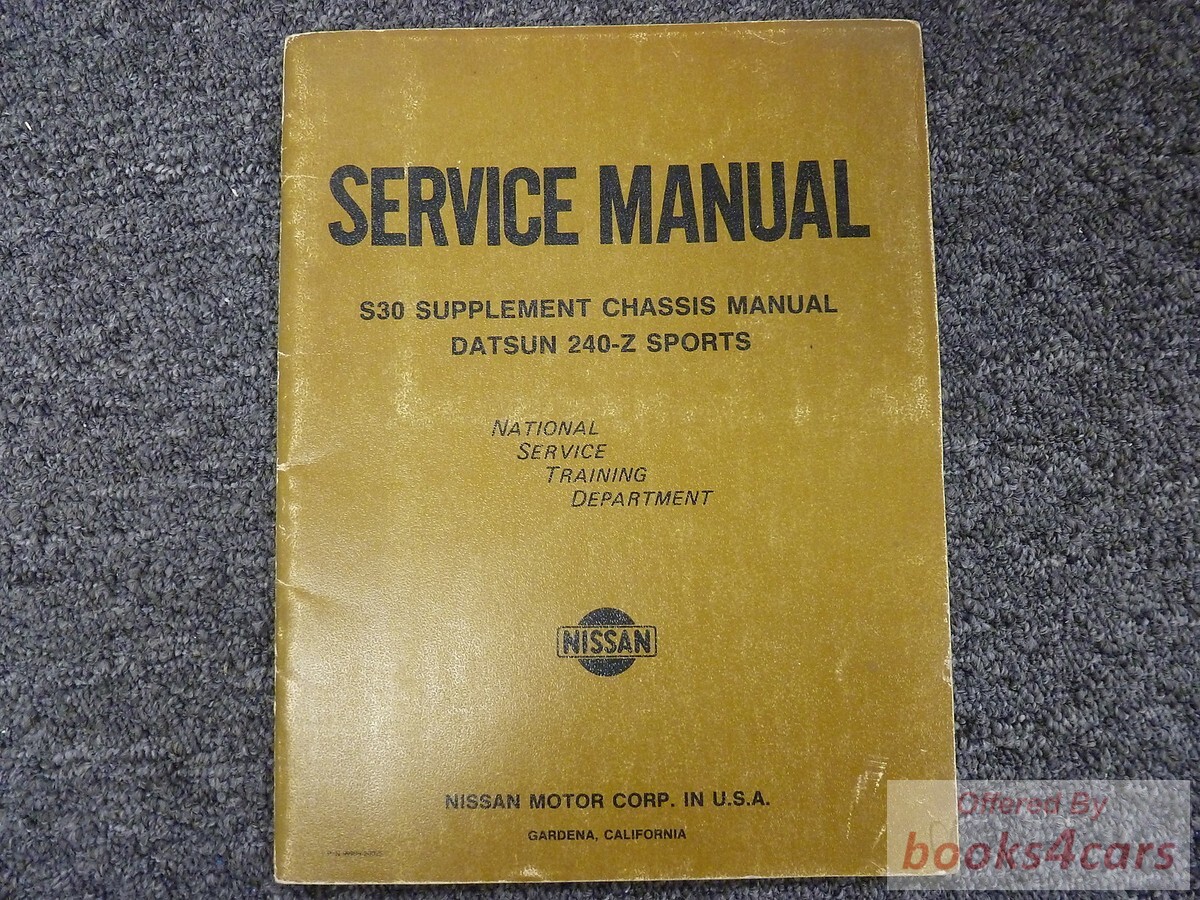 SERVICE MANUAL
S30 SUPPLEMENT CHASSIS MANUAL
DATSUN 240-Z SPORTS
NATIONAL
SERVICE
TRAINING
DEPARTMENT
NISSAN
NISSAN MOTOR CORP. IN U.S.A.
GARDENA, CALIFORNIA
Offered By
books4cars